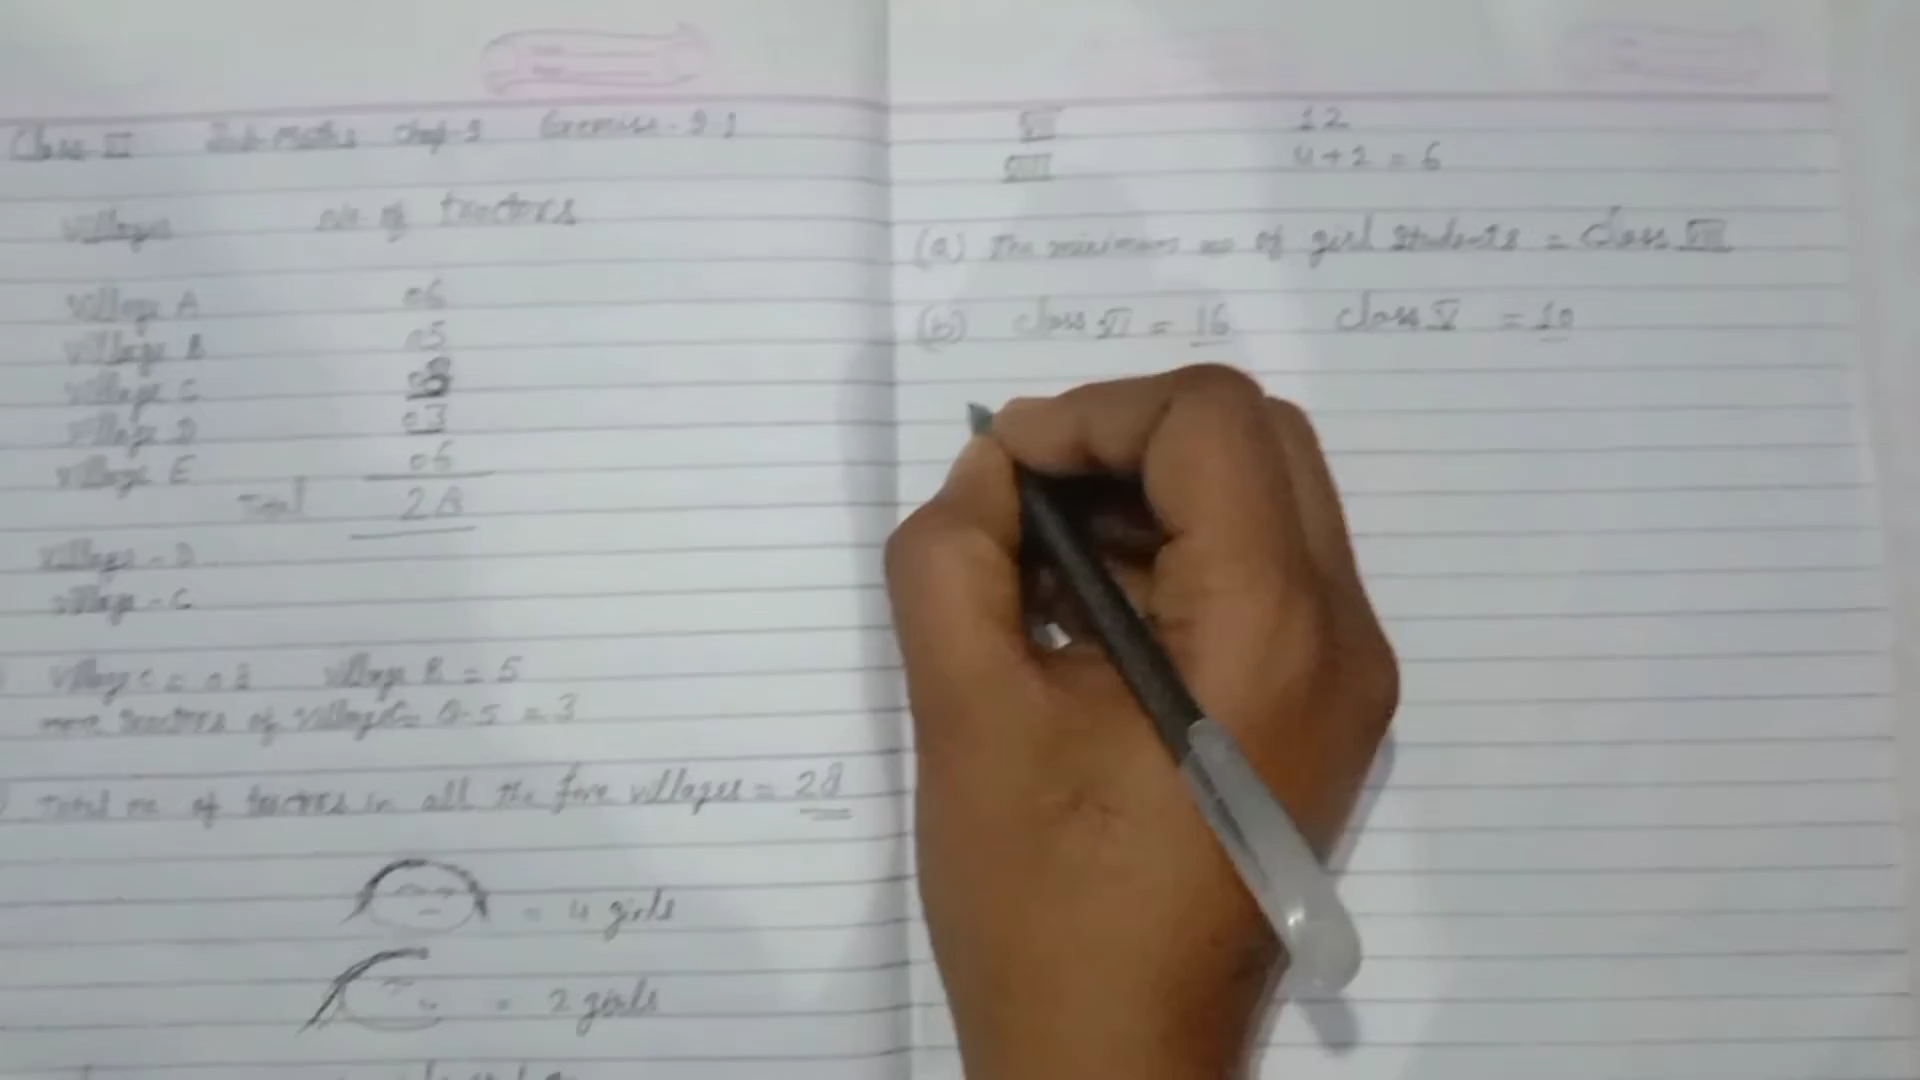 Class VI Sub-Maths Chap-9 Exercise-9.1
Villages no of tractors
Village A 06
Village B 05
Village C 08
Village D 03
Village E 06
Total 28
Village - D
Village - C
Village C = 08 Village B = 5
more tractors of Village C = 8-5 = 3
Total no of tractors in all the five villages = 28
= 4 girls
= 2 girls
VII 12
VIII 4+2 = 6
(a) The minimum no of girl students = Class VIII
(b) Class VI = 16 Class V = 10